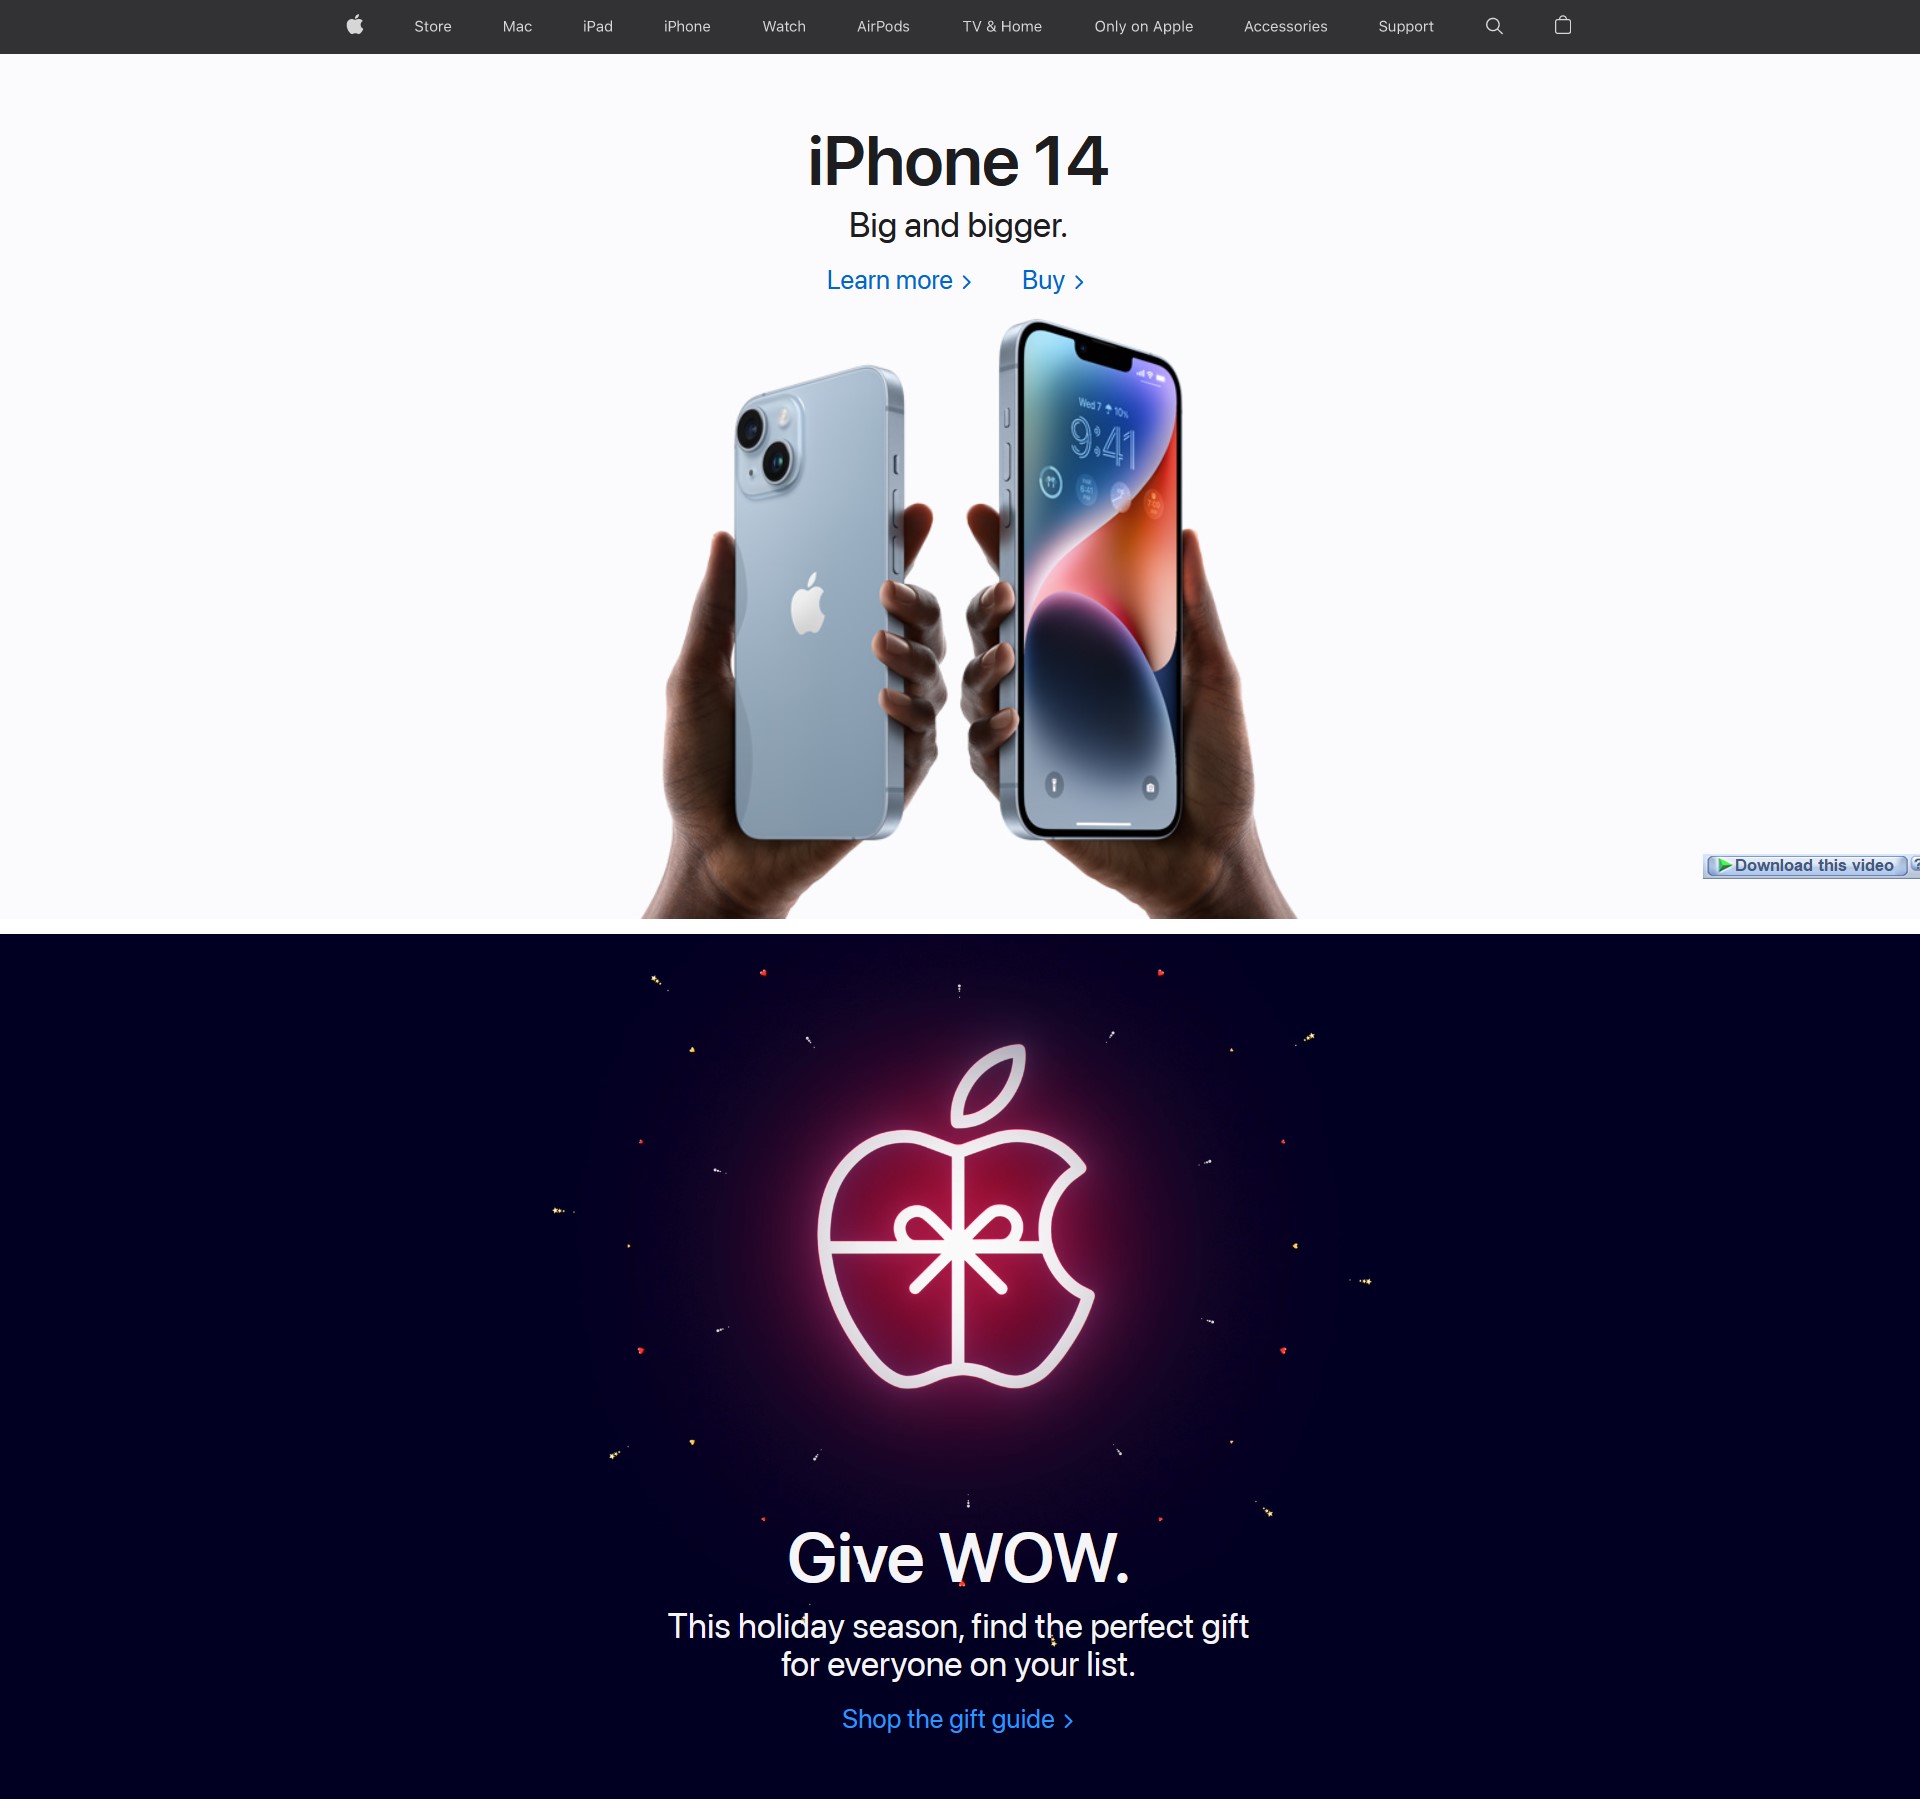 Store
Mac
iPad
iPhone
Watch
AirPods
TV & Home
Only on Apple
Accessories
Support
iPhone 14
Big and bigger.
Learn more >
Buy >
Wed 7 10%
9:41
Download this video
Give WOW.
This holiday season, find the perfect gift
for everyone on your list.
Shop the gift guide >